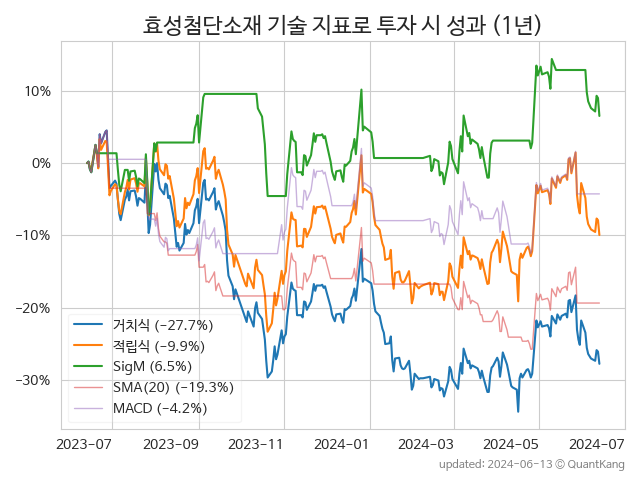 효성첨단소재 기술 지표로 투자 시 성과 (1년)
10%
0%
−10%
−20%
−30%
거치식 (−27.7%)
적립식 (−9.9%)
SigM (6.5%)
SMA(20) (−19.3%)
MACD (−4.2%)
2023-07 2023-09 2023-11 2024-01 2024-03 2024-05 2024-07
updated: 2024-06-13 © QuantKang